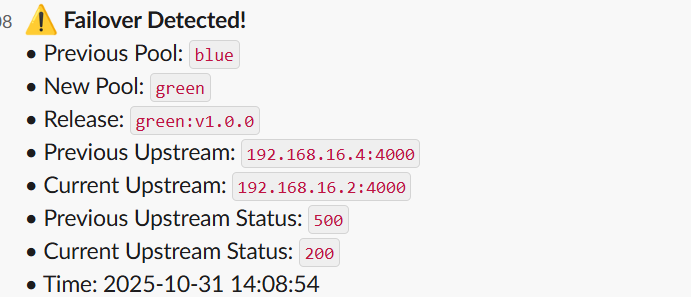 08
⚠️ Failover Detected!
• Previous Pool: blue
• New Pool: green
• Release: green:v1.0.0
• Previous Upstream: 192.168.16.4:4000
• Current Upstream: 192.168.16.2:4000
• Previous Upstream Status: 500
• Current Upstream Status: 200
• Time: 2025-10-31 14:08:54